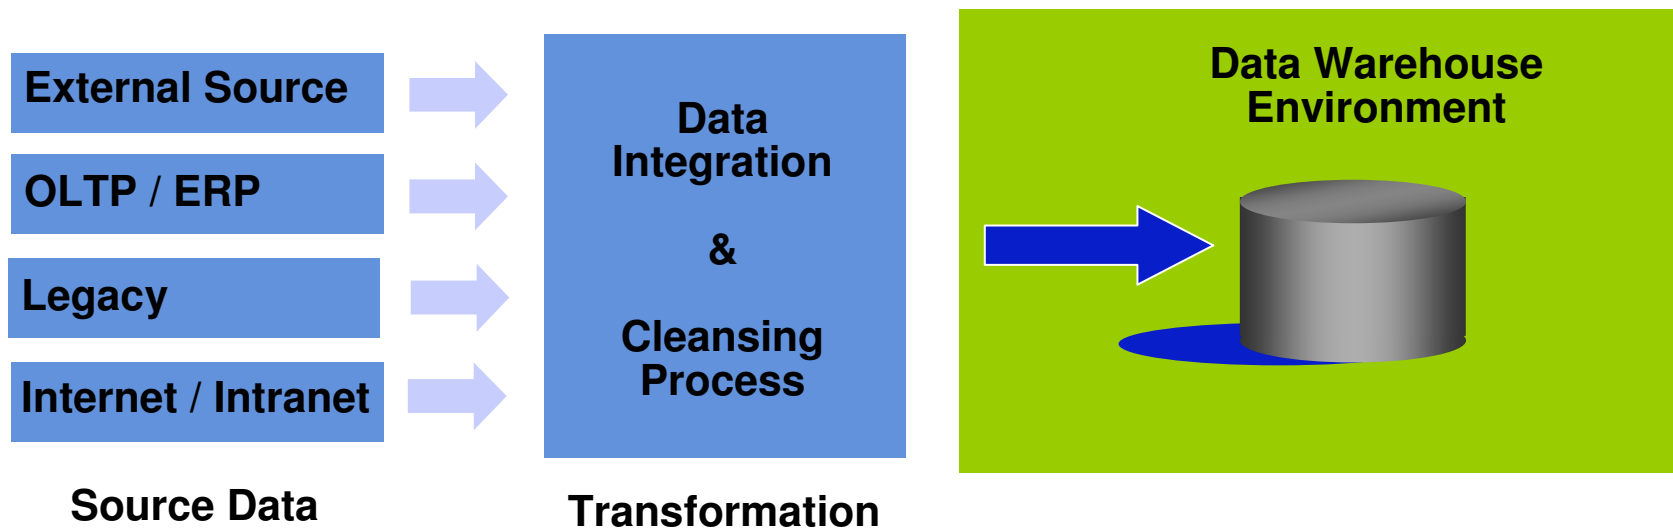 External Source
OLTP / ERP
Legacy
Internet / Intranet
Source Data
Data
Integration
&
Cleansing
Process
Transformation
Data Warehouse
Environment